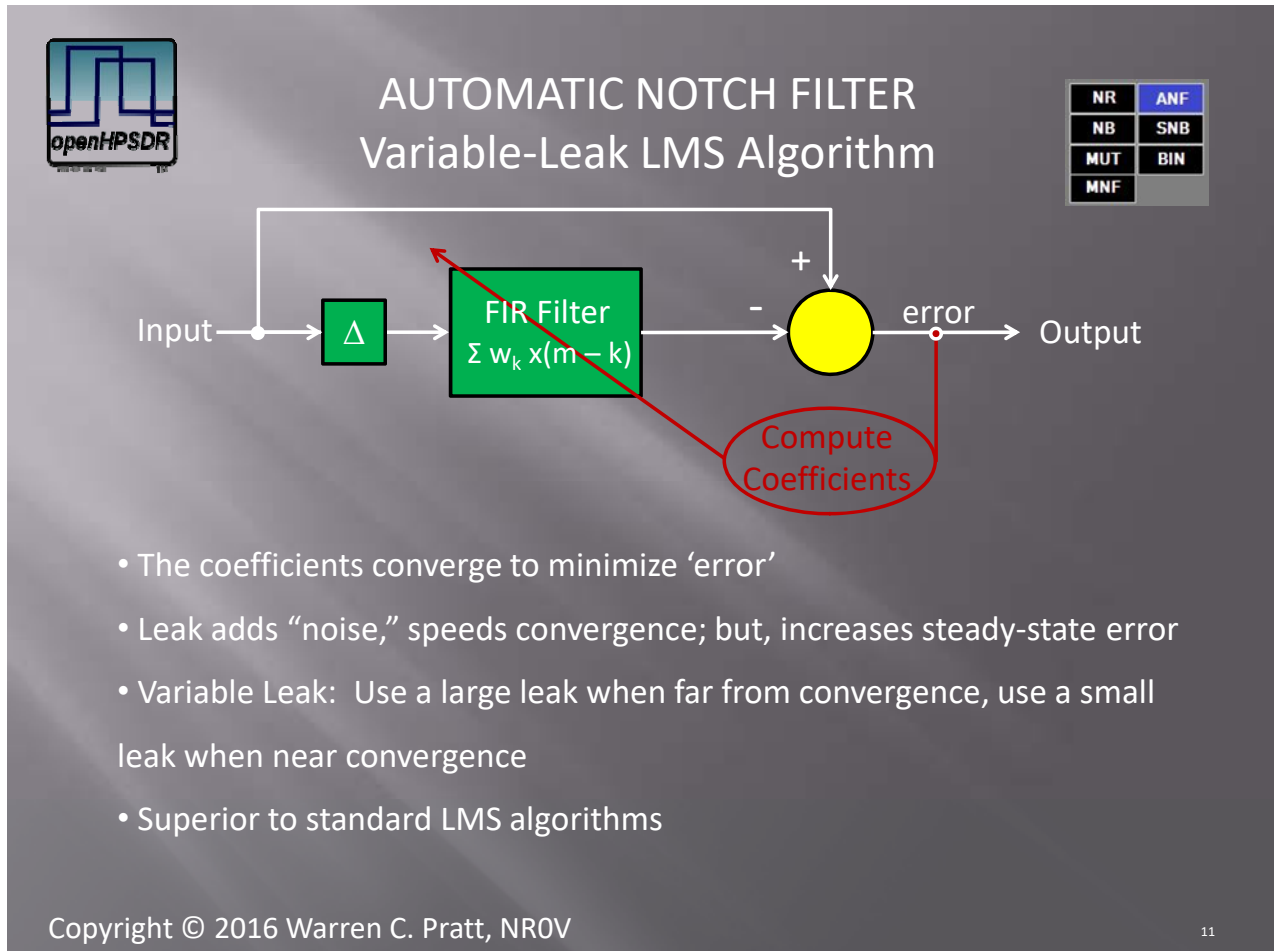 openHPSDR
AUTOMATIC NOTCH FILTER
Variable-Leak LMS Algorithm
NR ANF
NB SNB
MUT BIN
MNF
+
-
Input
Δ
FIR Filter
Σ wₖ x(m – k)
error
Output
Compute
Coefficients
• The coefficients converge to minimize ‘error’
• Leak adds “noise,” speeds convergence; but, increases steady-state error
• Variable Leak:  Use a large leak when far from convergence, use a small
leak when near convergence
• Superior to standard LMS algorithms
Copyright © 2016 Warren C. Pratt, NR0V
11